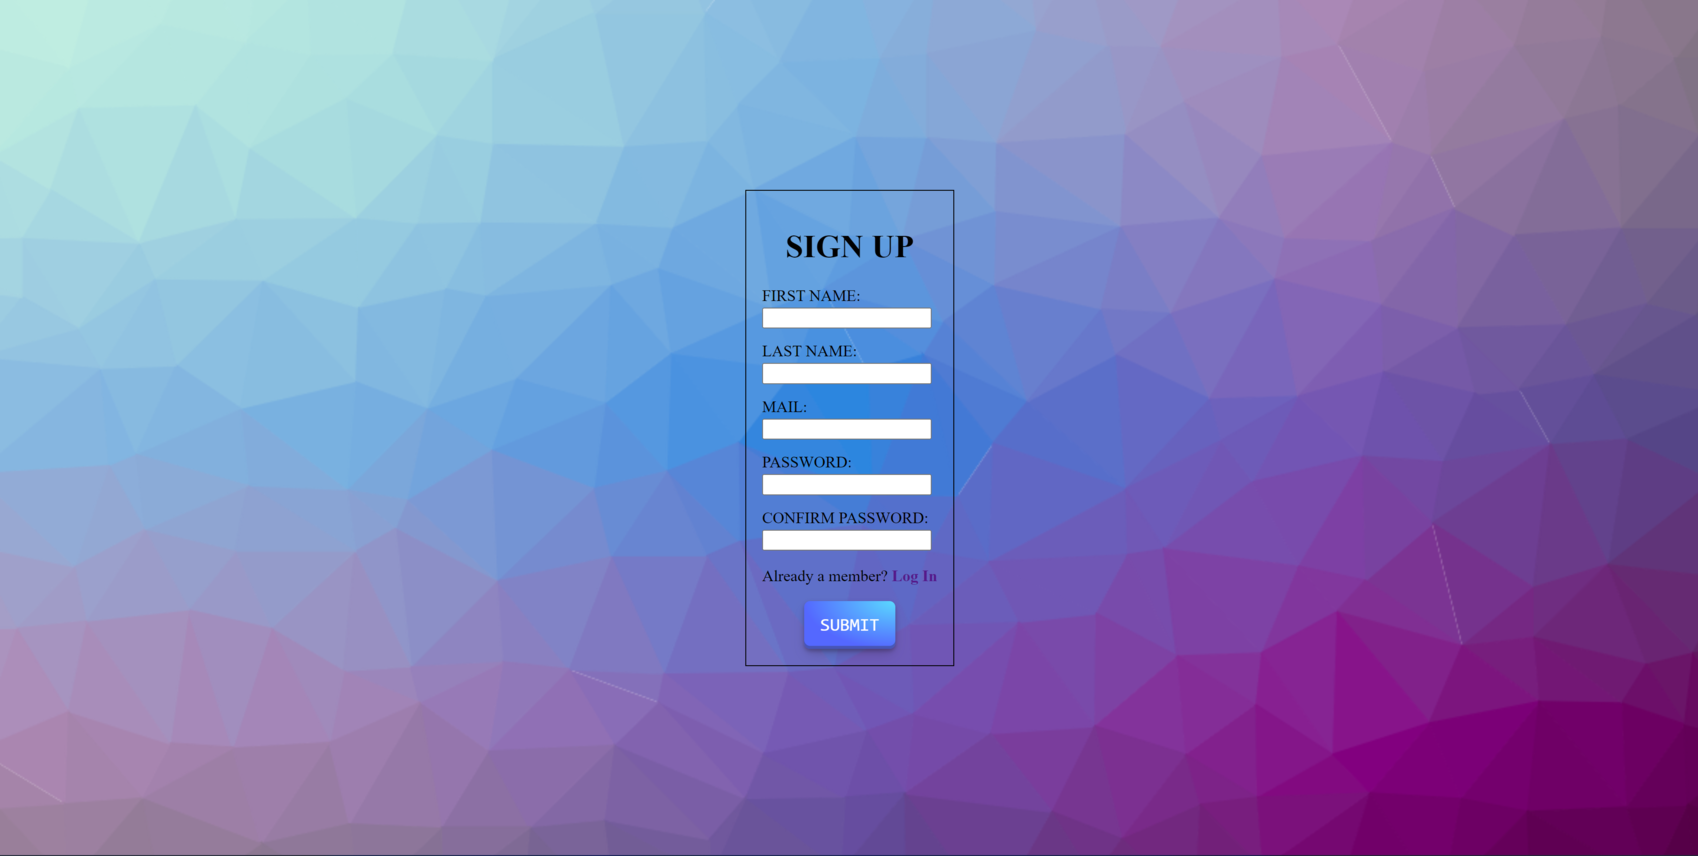 SIGN UP
FIRST NAME:
LAST NAME:
MAIL:
PASSWORD:
CONFIRM PASSWORD:
Already a member? Log In
SUBMIT